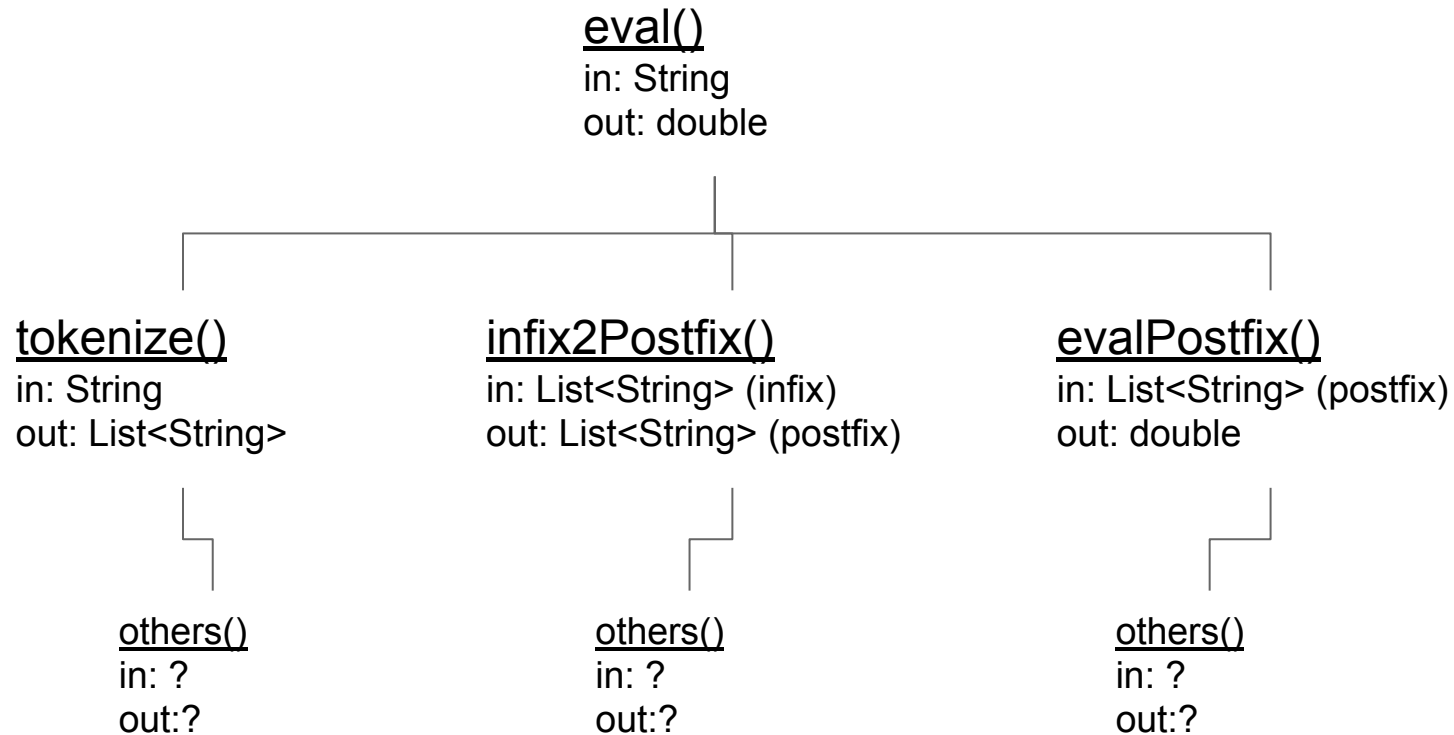 eval()
in: String
out: double
tokenize()
in: String
out: List<String>
infix2Postfix()
in: List<String> (infix)
out: List<String> (postfix)
evalPostfix()
in: List<String> (postfix)
out: double
others()
in: ?
out:?
others()
in: ?
out:?
others()
in: ?
out:?